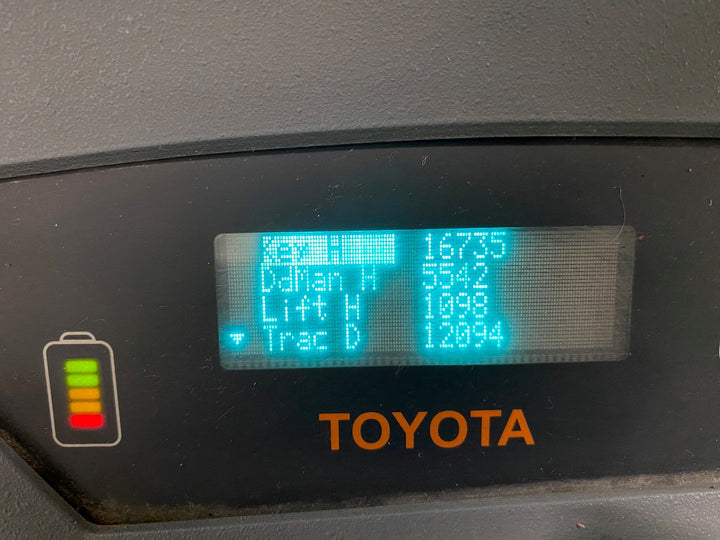 Key H 16735
DdMan H 5542
Lift H 1098
Trac D 12094
TOYOTA